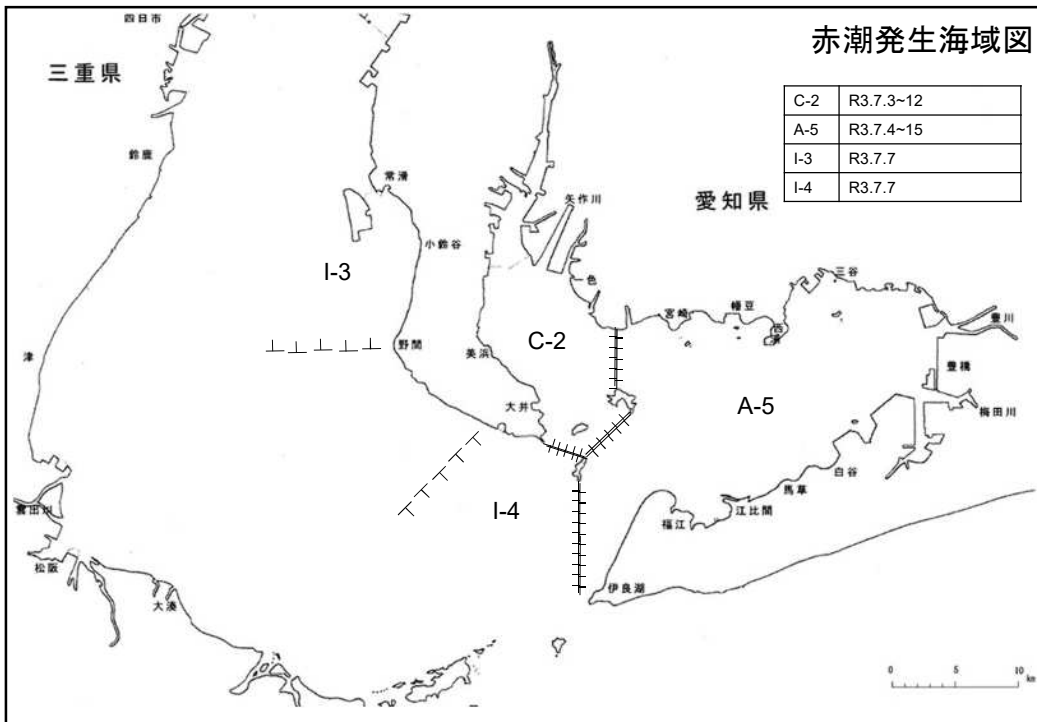 赤潮発生海域図
C-2 R3.7.3~12
A-5 R3.7.4~15
I-3 R3.7.7
I-4 R3.7.7
四日市
三重県
鈴鹿
常滑
矢作川
愛知県
小鈴谷
I-3
一色
三谷
宮崎
幡豆
西浦
豊川
津
野間
美浜
C-2
豊橋
大井
A-5
梅田川
白谷
馬草
I-4
江比間
福江
雲出川
松阪
伊良湖
大湊
0 5 10
km